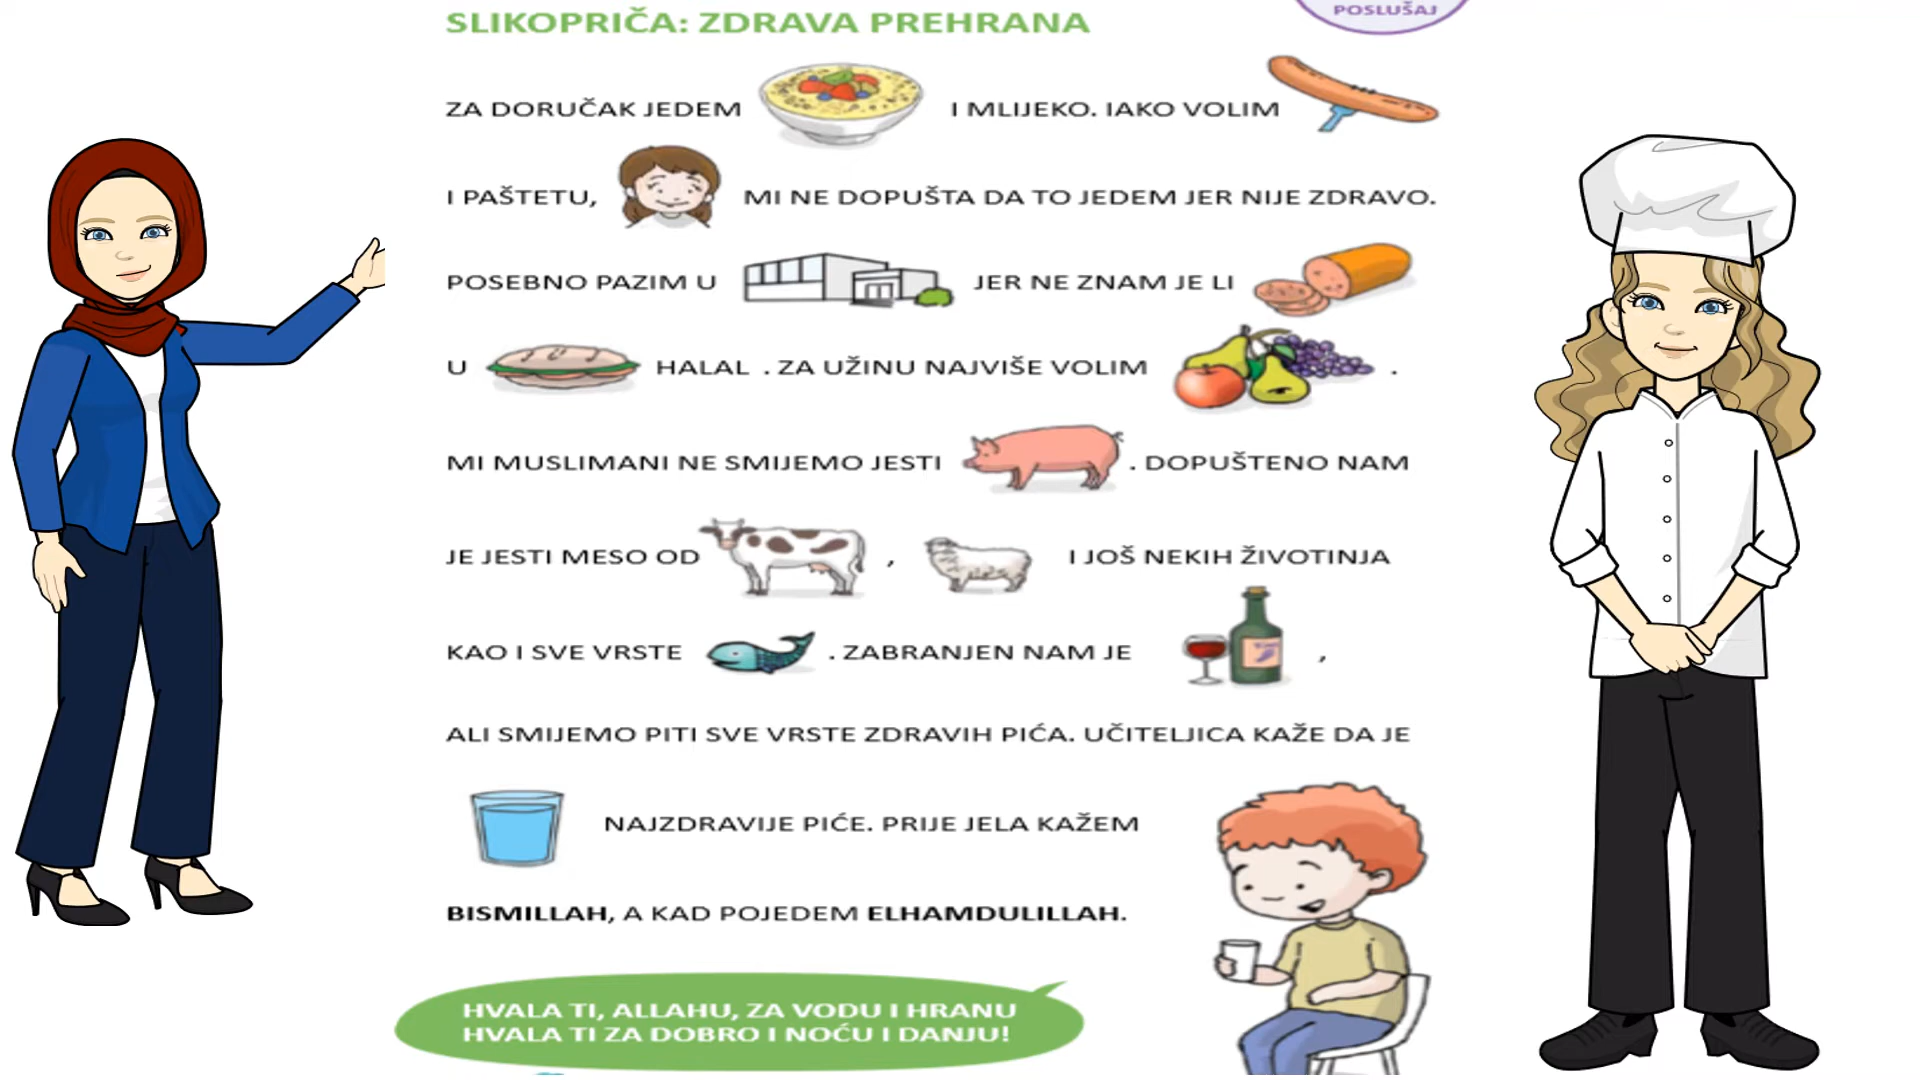 SLIKOPRIČA: ZDRAVA PREHRANA
POSLUŠAJ
ZA DORUČAK JEDEM I MLIJEKO. IAKO VOLIM
I PAŠTETU, MI NE DOPUŠTA DA TO JEDEM JER NIJE ZDRAVO.
POSEBNO PAZIM U JER NE ZNAM JE LI
U HALAL . ZA UŽINU NAJVIŠE VOLIM .
MI MUSLIMANI NE SMIJEMO JESTI . DOPUŠTENO NAM
JE JESTI MESO OD , I JOŠ NEKIH ŽIVOTINJA
KAO I SVE VRSTE . ZABRANJEN NAM JE ,
ALI SMIJEMO PITI SVE VRSTE ZDRAVIH PIĆA. UČITELJICA KAŽE DA JE
NAJZDRAVIJE PIĆE. PRIJE JELA KAŽEM
BISMILLAH, A KAD POJEDEM ELHAMDULILLAH.
HVALA TI, ALLAHU, ZA VODU I HRANU
HVALA TI ZA DOBRO I NOĆU I DANJU!